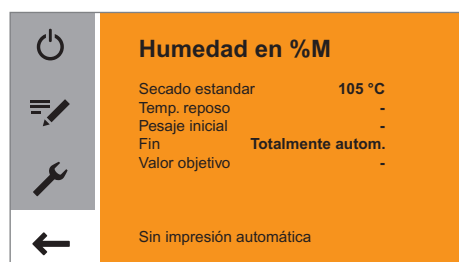 Humedad en %M
Secado estandar 105 °C
Temp. reposo -
Pesaje inicial -
Fin Totalmente autom.
Valor objetivo -
Sin impresión automática